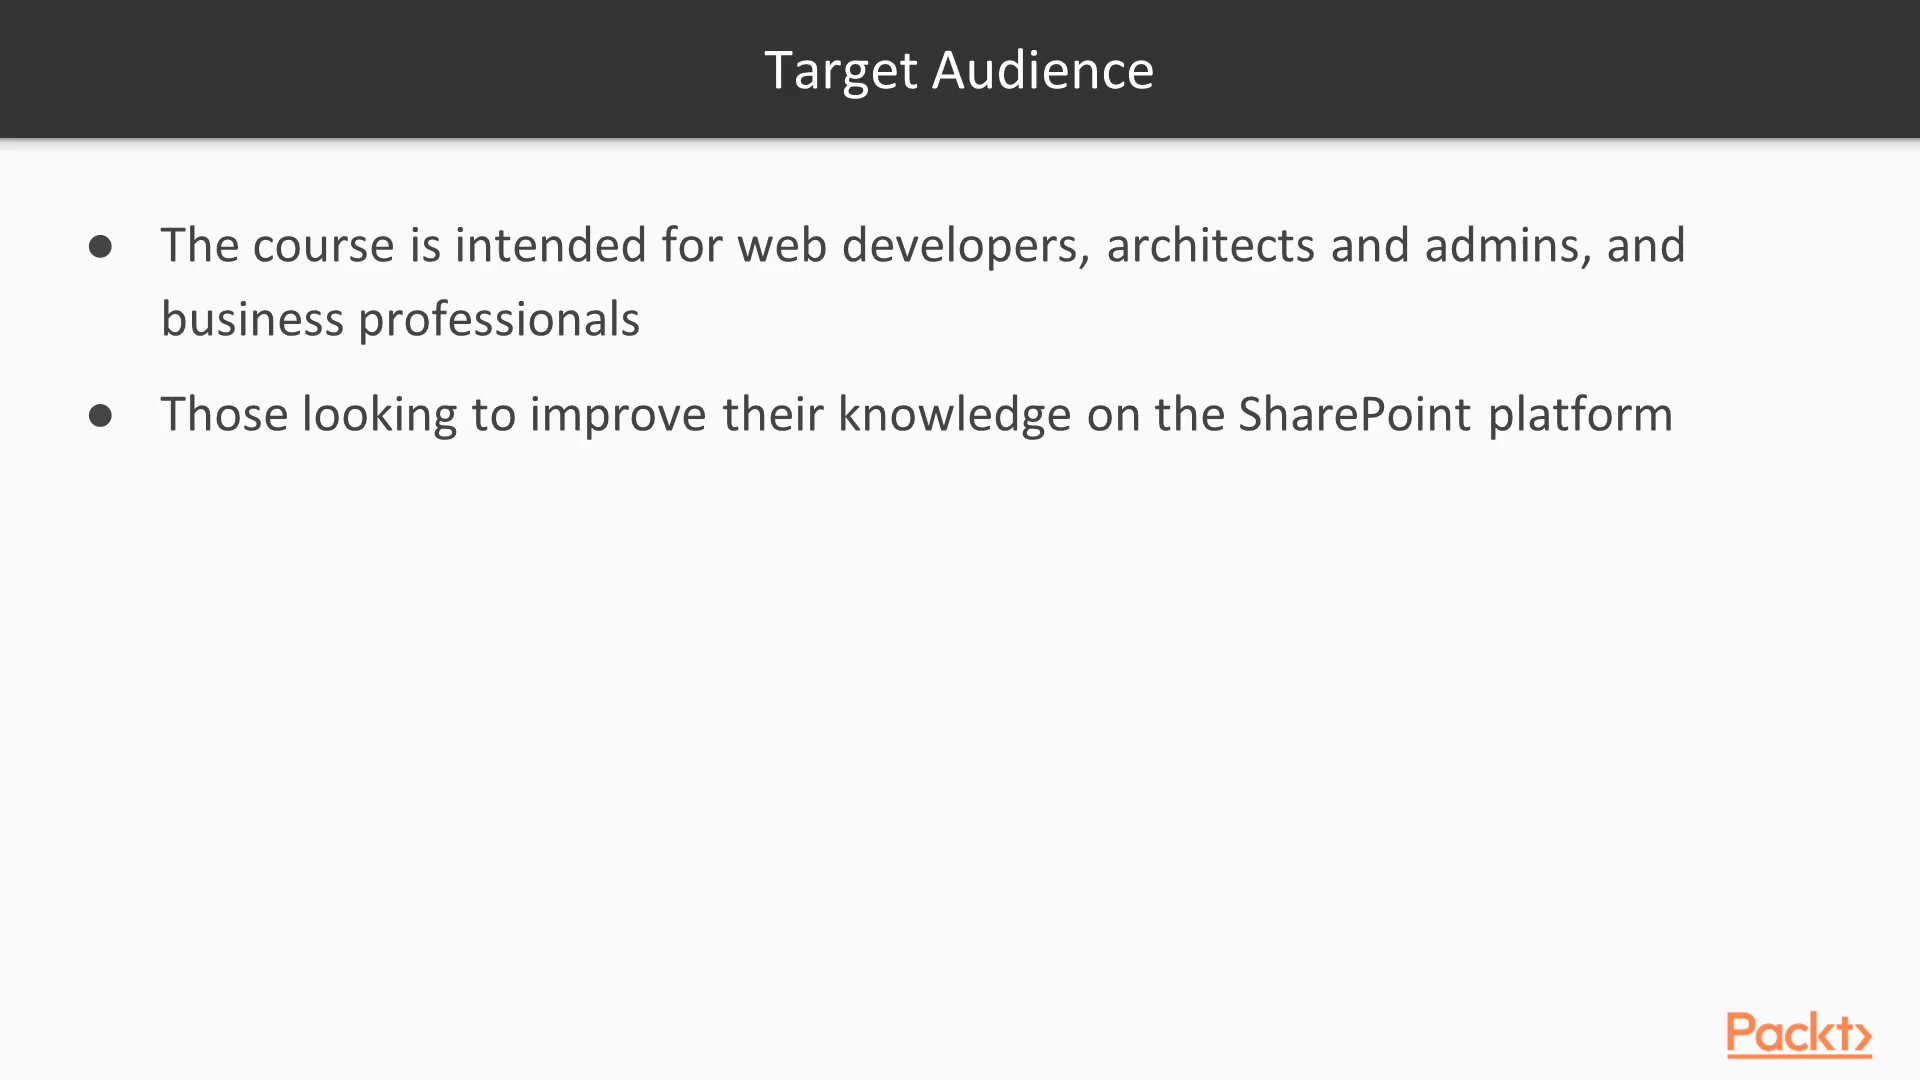 Target Audience
● The course is intended for web developers, architects and admins, and
business professionals
● Those looking to improve their knowledge on the SharePoint platform
Packt>